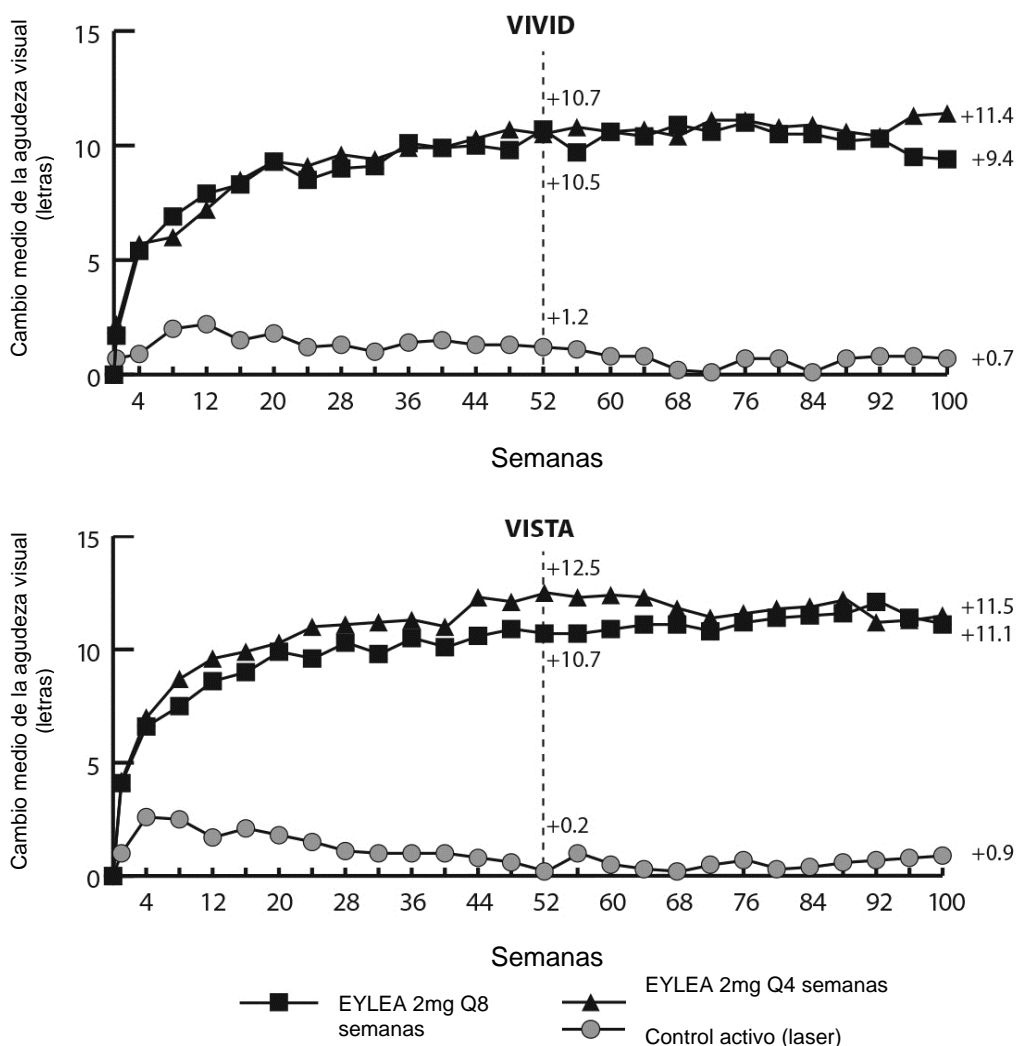 VIVID
Cambio medio de la agudeza visual
(letras)
15
10
5
0
+10.7
+10.5
+1.2
+11.4
+9.4
+0.7
4 12 20 28 36 44 52 60 68 76 84 92 100
Semanas
VISTA
Cambio medio de la agudeza visual
(letras)
15
10
5
0
+12.5
+10.7
+0.2
+11.5
+11.1
+0.9
4 12 20 28 36 44 52 60 68 76 84 92 100
Semanas
EYLEA 2mg Q8
semanas
EYLEA 2mg Q4 semanas
Control activo (laser)